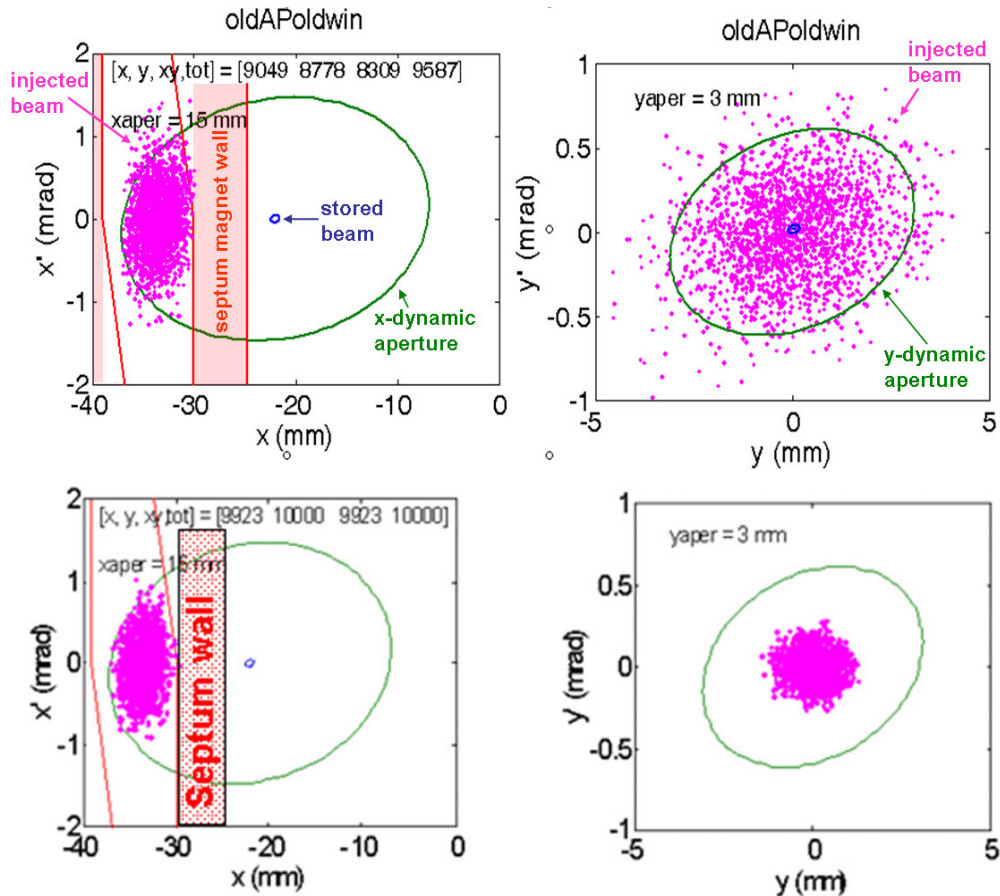 oldAPoldwin
2
1
0
-1
-2
-40
-30
-20
-10
0
x (mm)
x' (mrad)
[x, y, xy,tot] = [9049 8778 8309 9587]
xaper = 15 mm
injected
beam
septum magnet wall
stored
beam
x-dynamic
aperture
oldAPoldwin
1
0.5
0
-0.5
-1
-5
0
5
y (mm)
y' (mrad)
yaper = 3 mm
injected
beam
y-dynamic
aperture
2
1
0
-1
-2
-40
-30
-20
-10
0
x (mm)
x' (mrad)
[x, y, xy,tot] = [9923 10000 9923 10000]
xaper = 15 mm
Septum wall
1
0.5
0
-0.5
-1
-5
0
5
y (mm)
y' (mrad)
yaper = 3 mm